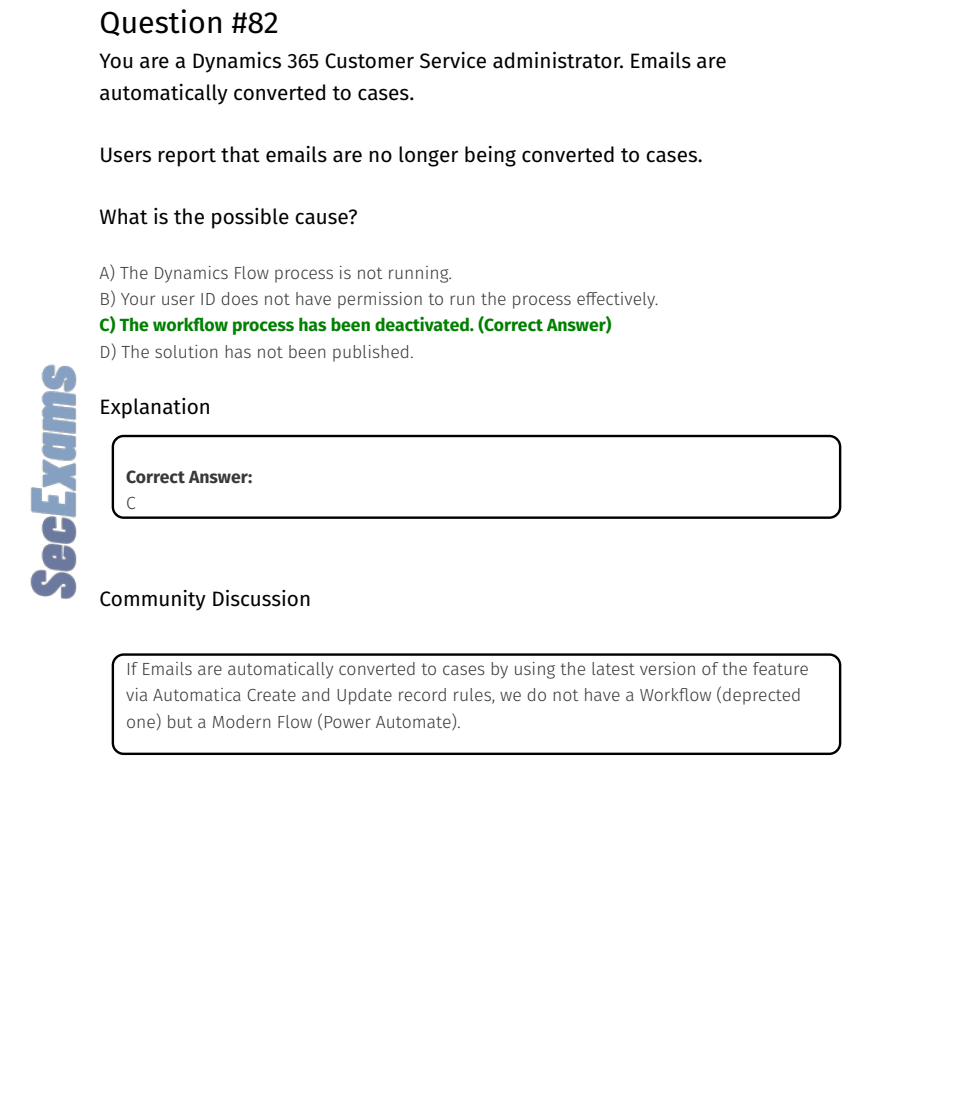 Question #82
You are a Dynamics 365 Customer Service administrator. Emails are
automatically converted to cases.
Users report that emails are no longer being converted to cases.
What is the possible cause?
A) The Dynamics Flow process is not running.
B) Your user ID does not have permission to run the process effectively.
C) The workflow process has been deactivated. (Correct Answer)
D) The solution has not been published.
SecExams
Explanation
Correct Answer:
C
Community Discussion
If Emails are automatically converted to cases by using the latest version of the feature
via Automatica Create and Update record rules, we do not have a Workflow (deprected
one) but a Modern Flow (Power Automate).